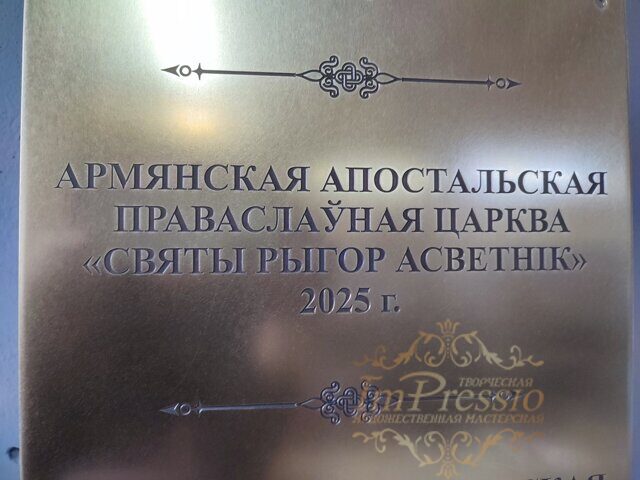 АРМЯНСКАЯ АПОСТАЛЬСКАЯ
ПРАВАСЛАЎНАЯ ЦАРКВА
«СВЯТЫ РЫГОР АСВЕТНІК»
2025 г.
ТВОРЧЕСКАЯ
ImPressio
ХУДОЖЕСТВЕННАЯ МАСТЕРСКАЯ